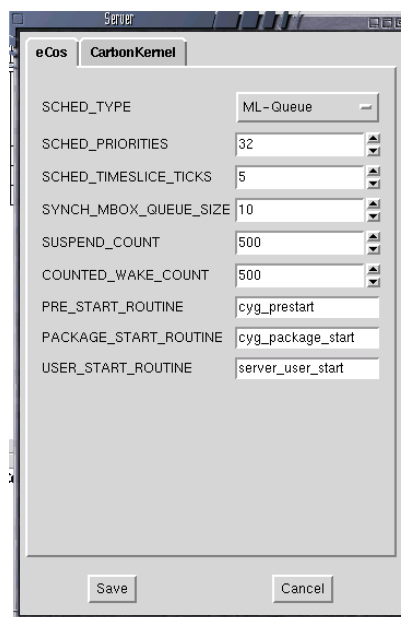 Server
eCos CarbonKernel
SCHED_TYPE ML-Queue
SCHED_PRIORITIES 32
SCHED_TIMESLICE_TICKS 5
SYNCH_MBOX_QUEUE_SIZE 10
SUSPEND_COUNT 500
COUNTED_WAKE_COUNT 500
PRE_START_ROUTINE cyg_prestart
PACKAGE_START_ROUTINE cyg_package_start
USER_START_ROUTINE server_user_start
Save Cancel